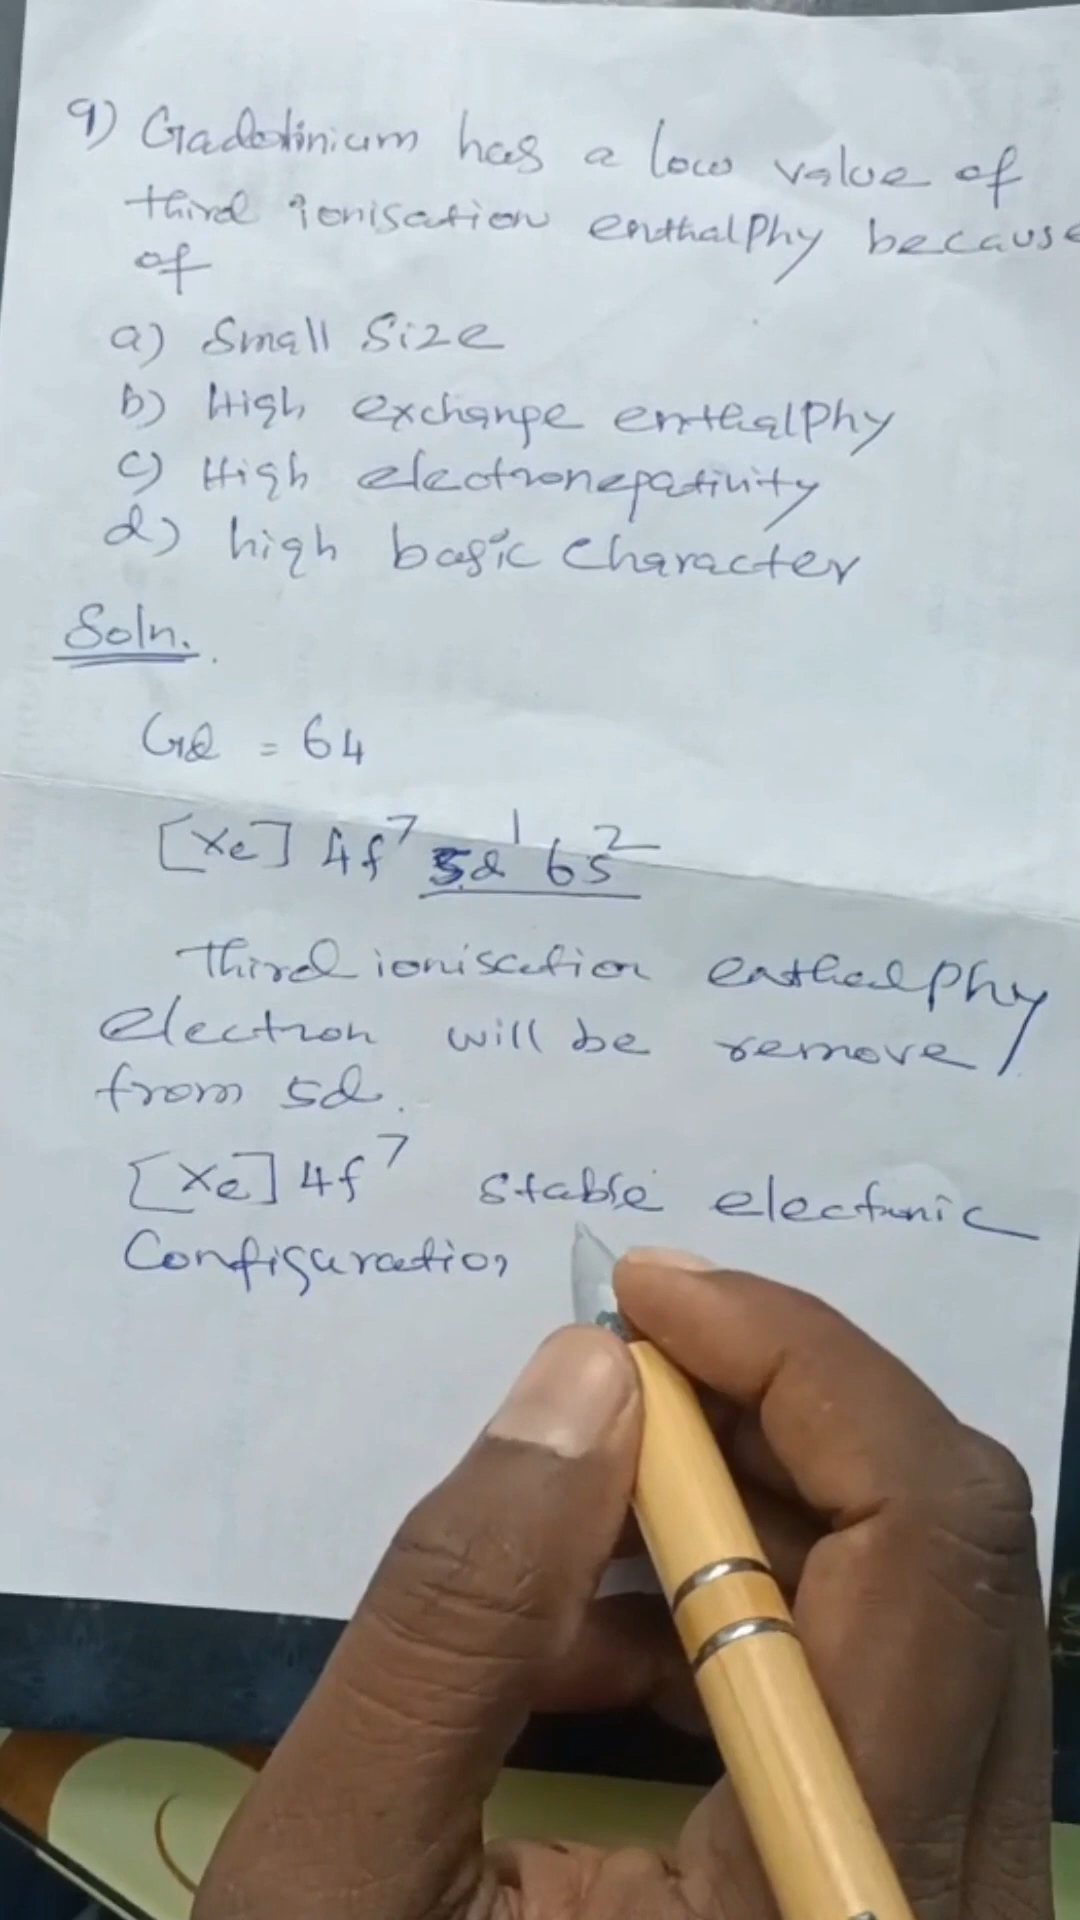 9) Gadolinium has a low value of
third ionisation enthalphy because
of
a) Small Size
b) High exchange enthalphy
c) High electronegativity
d) high basic character
Soln.
Gd = 64
[Xe] 4f⁷ 5d¹ 6s²
third ionisation enthalphy
electron will be remove
from 5d.
[Xe] 4f⁷ stable electunic
Configuration